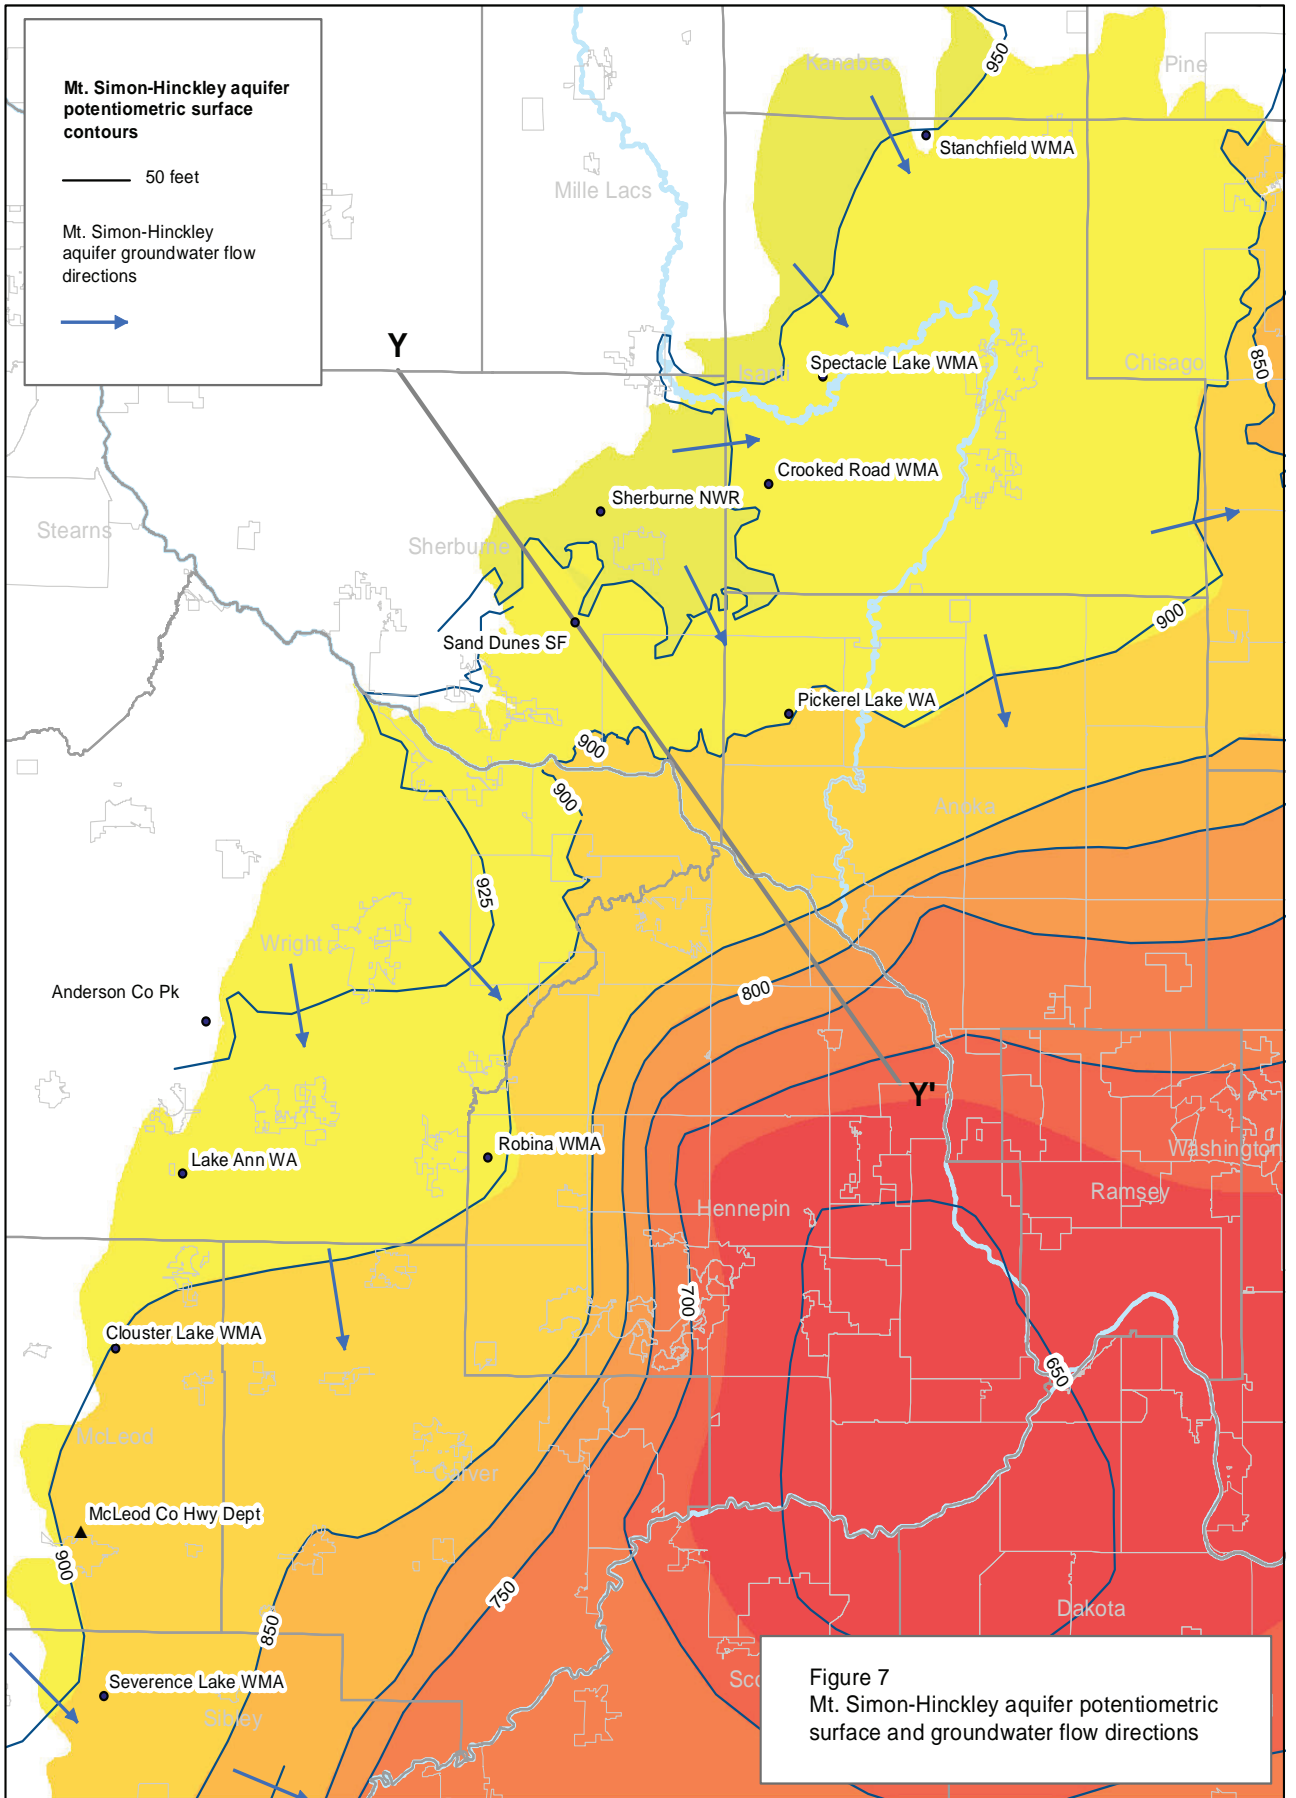 Mt. Simon-Hinckley aquifer
potentiometric surface
contours
50 feet
Mt. Simon-Hinckley
aquifer groundwater flow
directions
950
Kanabec
Pine
Stanchfield WMA
Mille Lacs
Y
Spectacle Lake WMA
Isanti
Chisago
850
Crooked Road WMA
Sherburne NWR
Stearns
Sherburne
900
Sand Dunes SF
Pickerel Lake WA
900
900
Anoka
925
Wright
Anderson Co Pk
800
Y'
Robina WMA
Lake Ann WA
Washington
Ramsey
Hennepin
700
Clouster Lake WMA
650
McLeod
Carver
McLeod Co Hwy Dept
900
750
850
Dakota
Severence Lake WMA
Sco
Sibley
Figure 7
Mt. Simon-Hinckley aquifer potentiometric
surface and groundwater flow directions